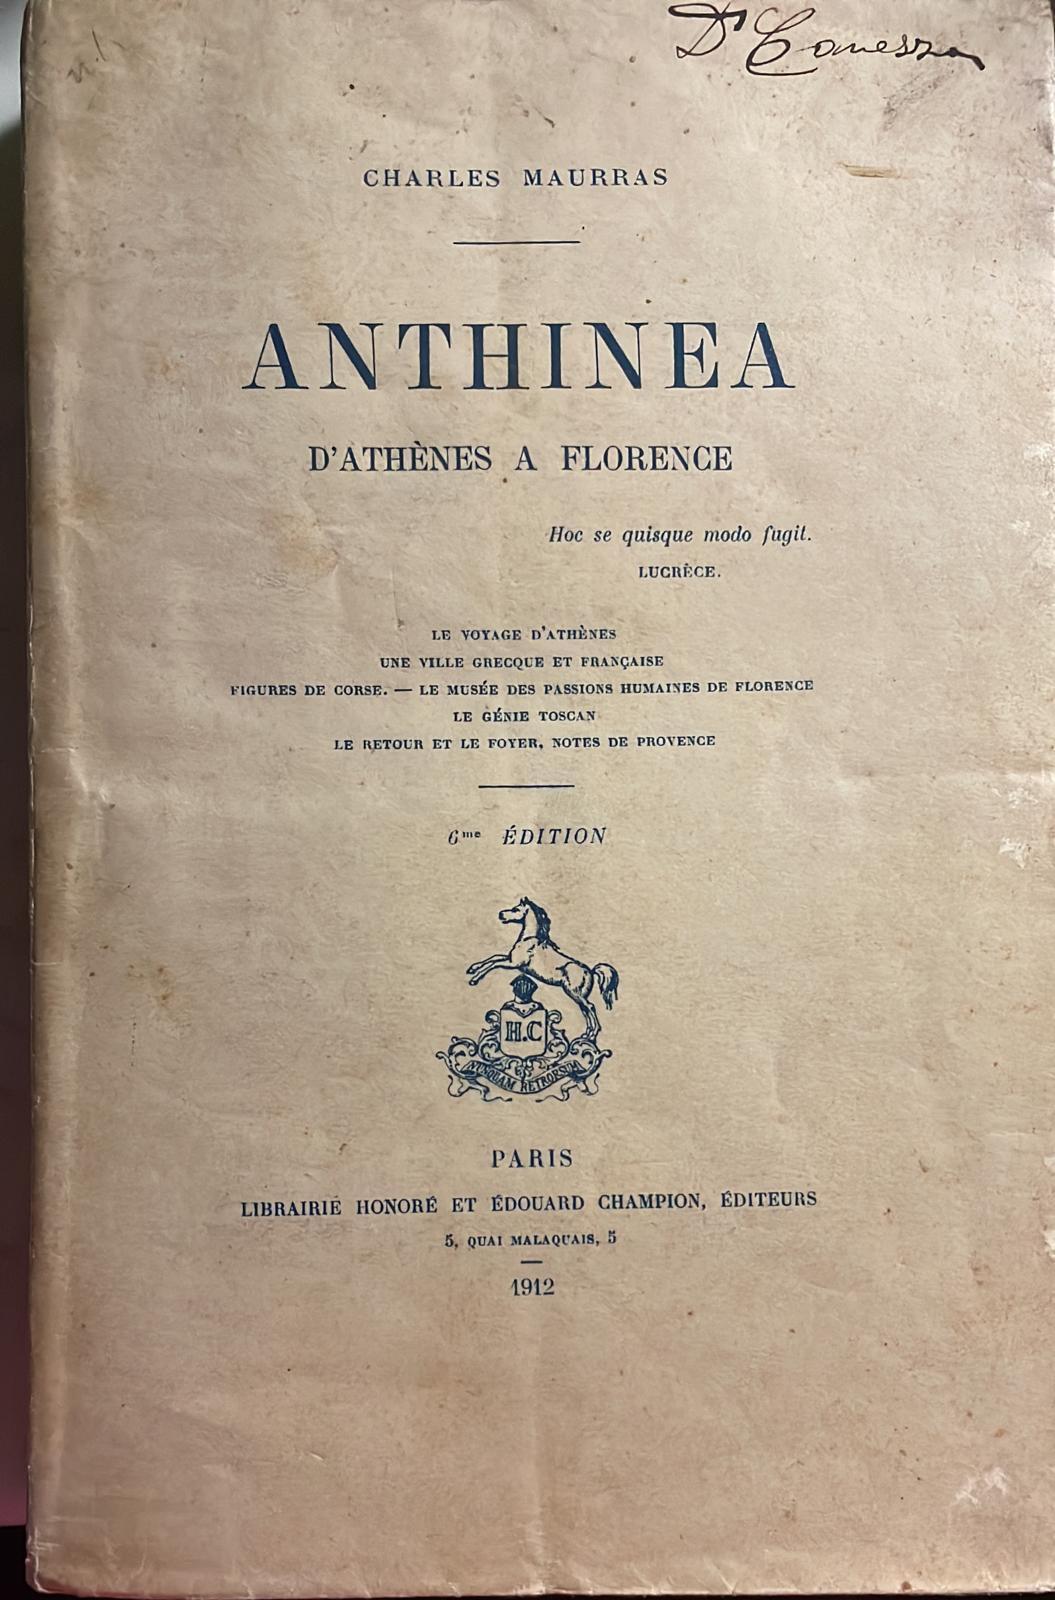 Dr Canessa
CHARLES MAURRAS
ANTHINEA
D'ATHÈNES A FLORENCE
Hoc se quisque modo fugit.
LUCRÈCE.
LE VOYAGE D'ATHÈNES
UNE VILLE GRECQUE ET FRANÇAISE
FIGURES DE CORSE. — LE MUSÉE DES PASSIONS HUMAINES DE FLORENCE
LE GÉNIE TOSCAN
LE RETOUR ET LE FOYER, NOTES DE PROVENCE
6me ÉDITION
H.C
NUNQUAM RETRORSUM
PARIS
LIBRAIRIE HONORÉ ET ÉDOUARD CHAMPION, ÉDITEURS
5, QUAI MALAQUAIS, 5
1912